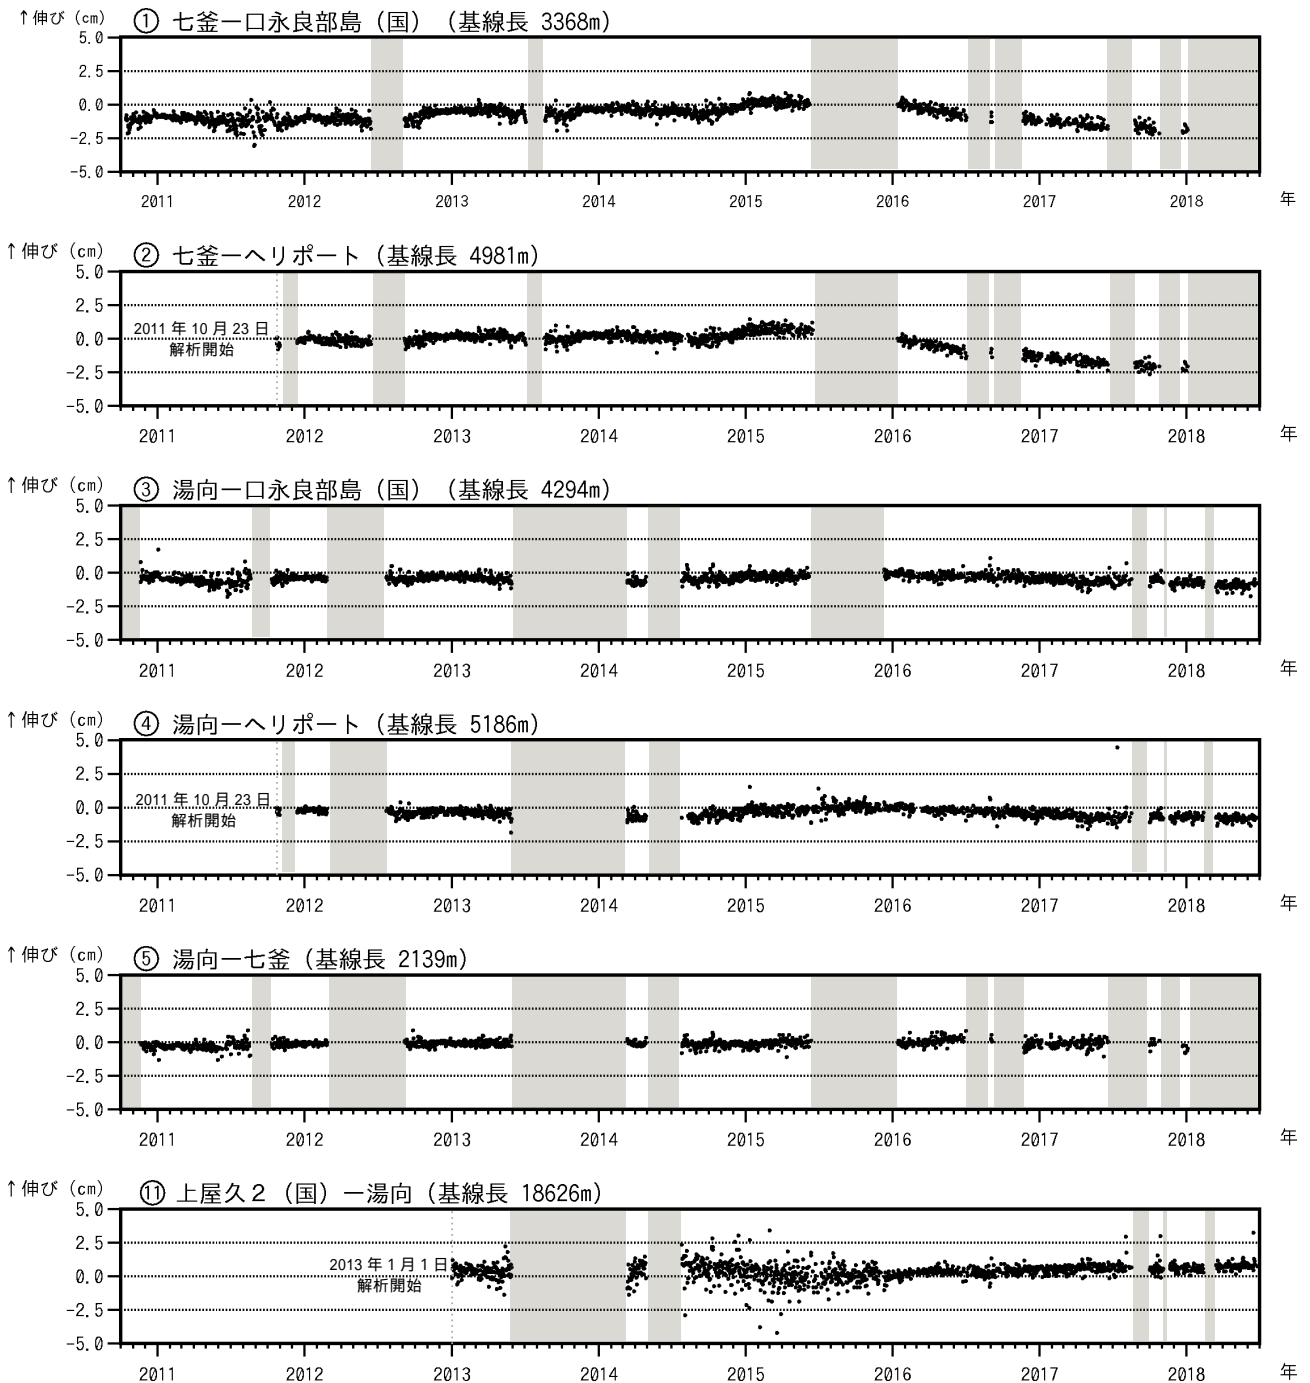 ↑伸び（cm） ① 七釜ー口永良部島（国）（基線長 3368m）
5.0
2.5
0.0
-2.5
-5.0
2011 2012 2013 2014 2015 2016 2017 2018 年
↑伸び（cm） ② 七釜ーヘリポート（基線長 4981m）
5.0
2.5
2011 年 10 月 23 日
0.0
解析開始
-2.5
-5.0
2011 2012 2013 2014 2015 2016 2017 2018 年
↑伸び（cm） ③ 湯向ー口永良部島（国）（基線長 4294m）
5.0
2.5
0.0
-2.5
-5.0
2011 2012 2013 2014 2015 2016 2017 2018 年
↑伸び（cm） ④ 湯向ーヘリポート（基線長 5186m）
5.0
2.5
2011 年 10 月 23 日
0.0
解析開始
-2.5
-5.0
2011 2012 2013 2014 2015 2016 2017 2018 年
↑伸び（cm） ⑤ 湯向ー七釜（基線長 2139m）
5.0
2.5
0.0
-2.5
-5.0
2011 2012 2013 2014 2015 2016 2017 2018 年
↑伸び（cm） ⑪ 上屋久２（国）ー湯向（基線長 18626m）
5.0
2.5
2013 年 1 月 1 日
0.0
解析開始
-2.5
-5.0
2011 2012 2013 2014 2015 2016 2017 2018 年